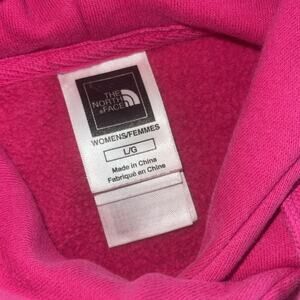 THE
NORTH
FACE
WOMENS/FEMMES
L/G
Made in China
Fabriqué en Chine